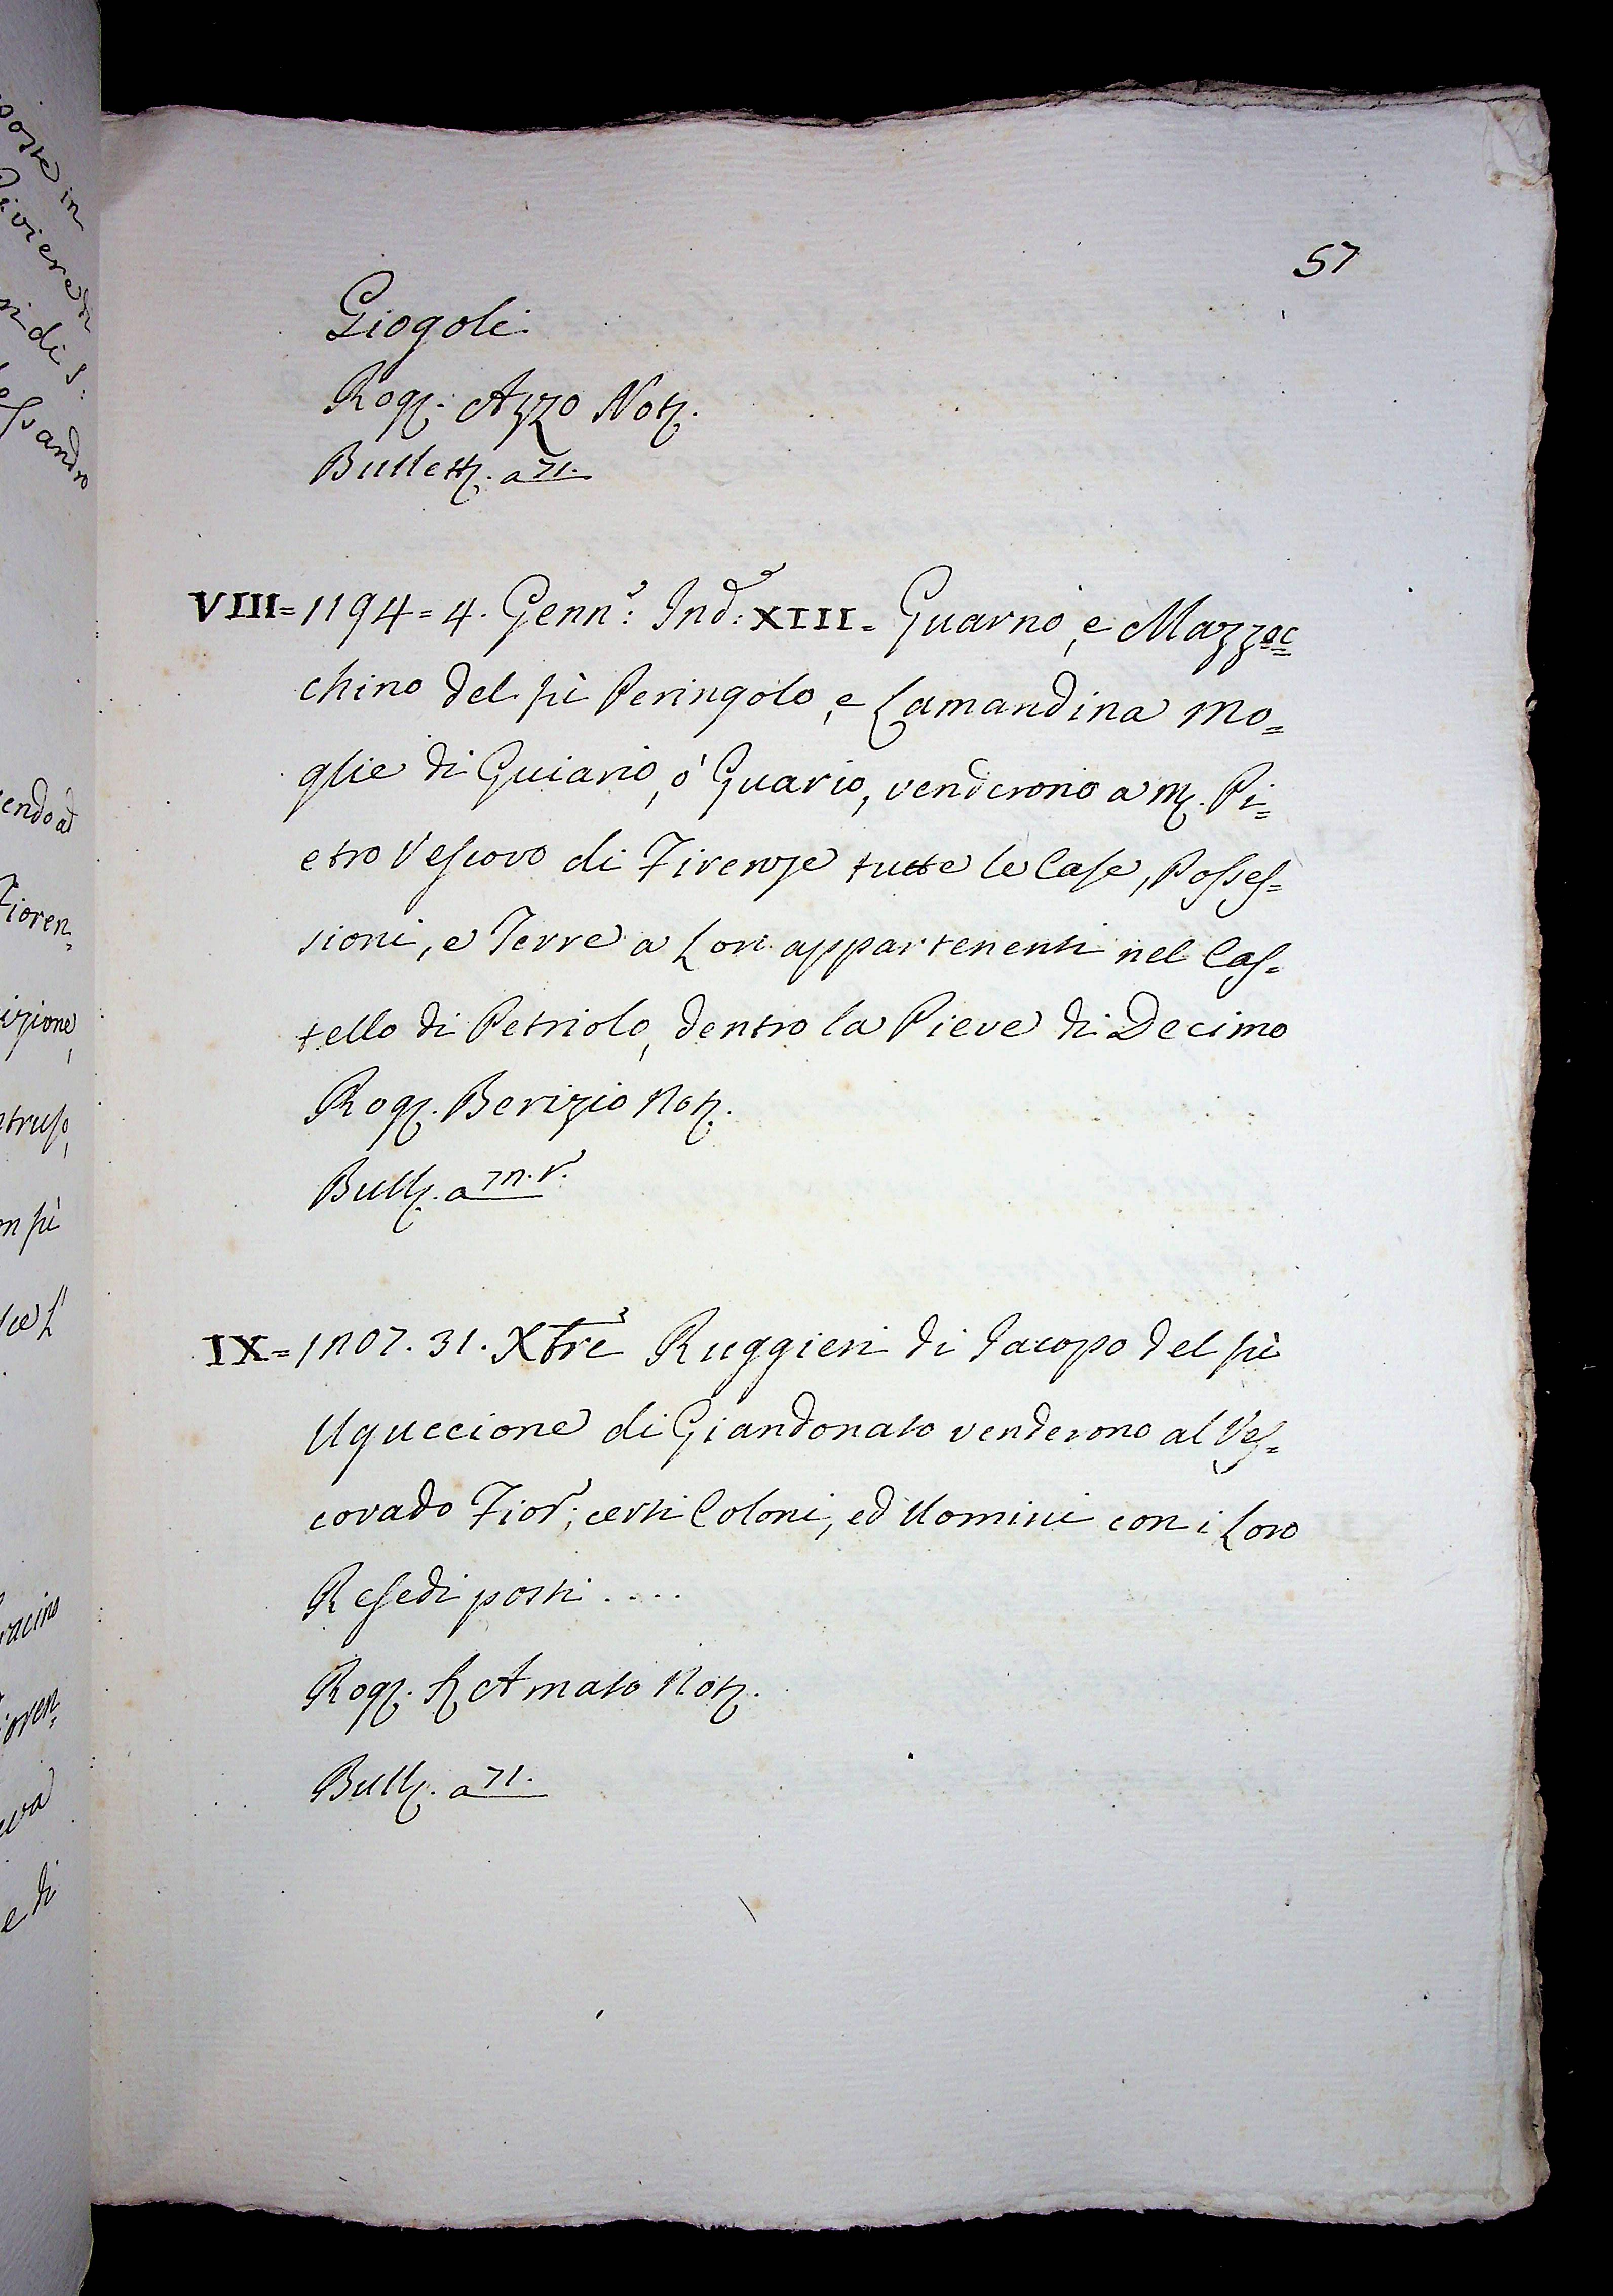 57
Giogoli
Rog. Azzo Not.
Bullett. a 71.
VIII = 1194 = 4. Genn.º: Ind: XIII = Guarno, e Mazzoc=
chino del fù Peringolo, e Lamandina Mo=
glie di Guiario, ó Guario, venderono a M. Pi=
etro Vescovo di Firenze tutte le Case, Posses=
sioni, e Terre a Lori appartenenti nel Cas=
tello di Petriolo, dentro la Pieve di Decimo
Rog. Berizio Not.
Bull. a 72. v.
IX = 1207. 31. Xbre Ruggieri di Iacopo del fù
Uguccione di Giandonato venderono al Ves=
covado Fior: certi Coloni, ed Uomini con i Loro
Resedi posti ....
Rog. S. Amato Not.
Bull. a 71.